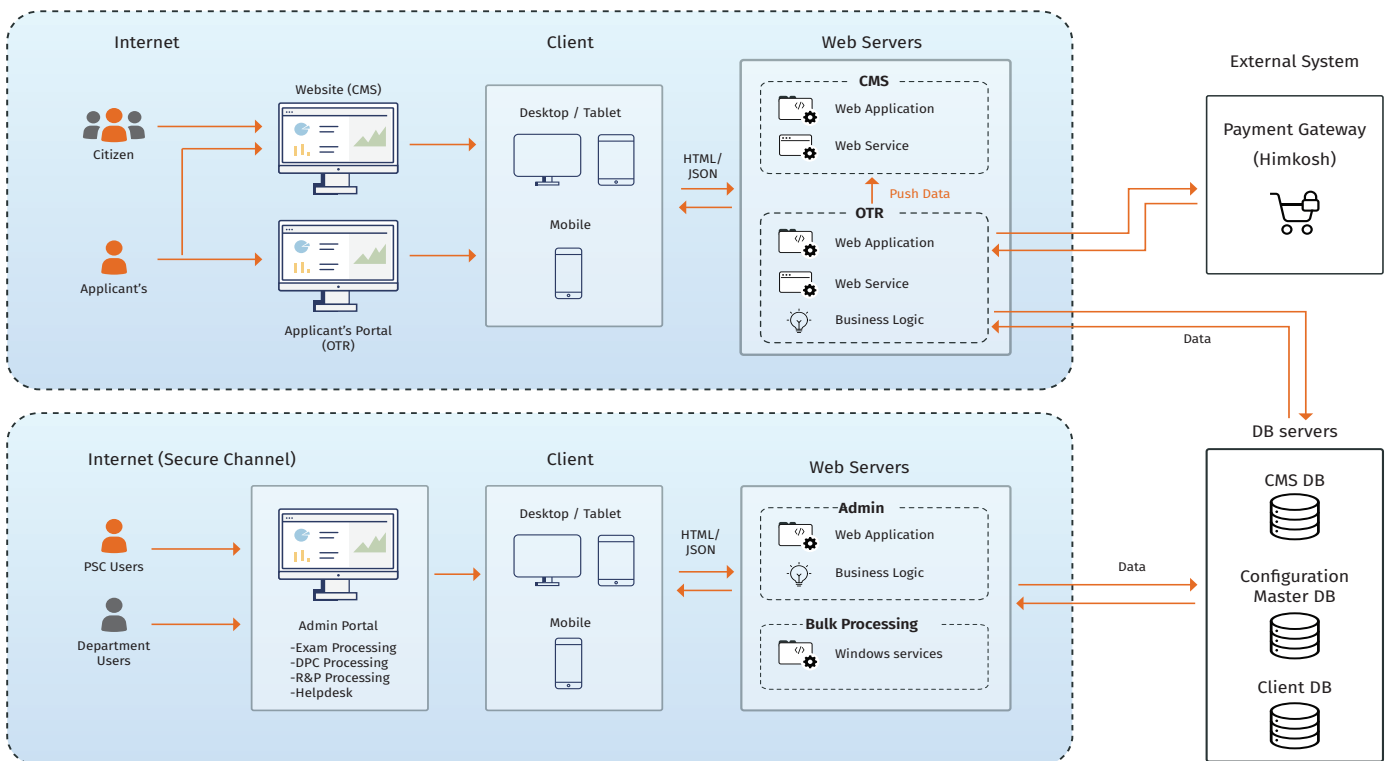 Internet
Client
Web Servers
External System
Citizen
Applicant's
Website (CMS)
Applicant's Portal
(OTR)
Desktop / Tablet
Mobile
HTML/
JSON
CMS
Web Application
Web Service
Push Data
OTR
Web Application
Web Service
Business Logic
Payment Gateway
(Himkosh)
Data
Internet (Secure Channel)
Client
Web Servers
DB servers
PSC Users
Department
Users
Admin Portal
-Exam Processing
-DPC Processing
-R&P Processing
-Helpdesk
Desktop / Tablet
Mobile
HTML/
JSON
Admin
Web Application
Business Logic
Bulk Processing
Windows services
Data
CMS DB
Configuration
Master DB
Client DB